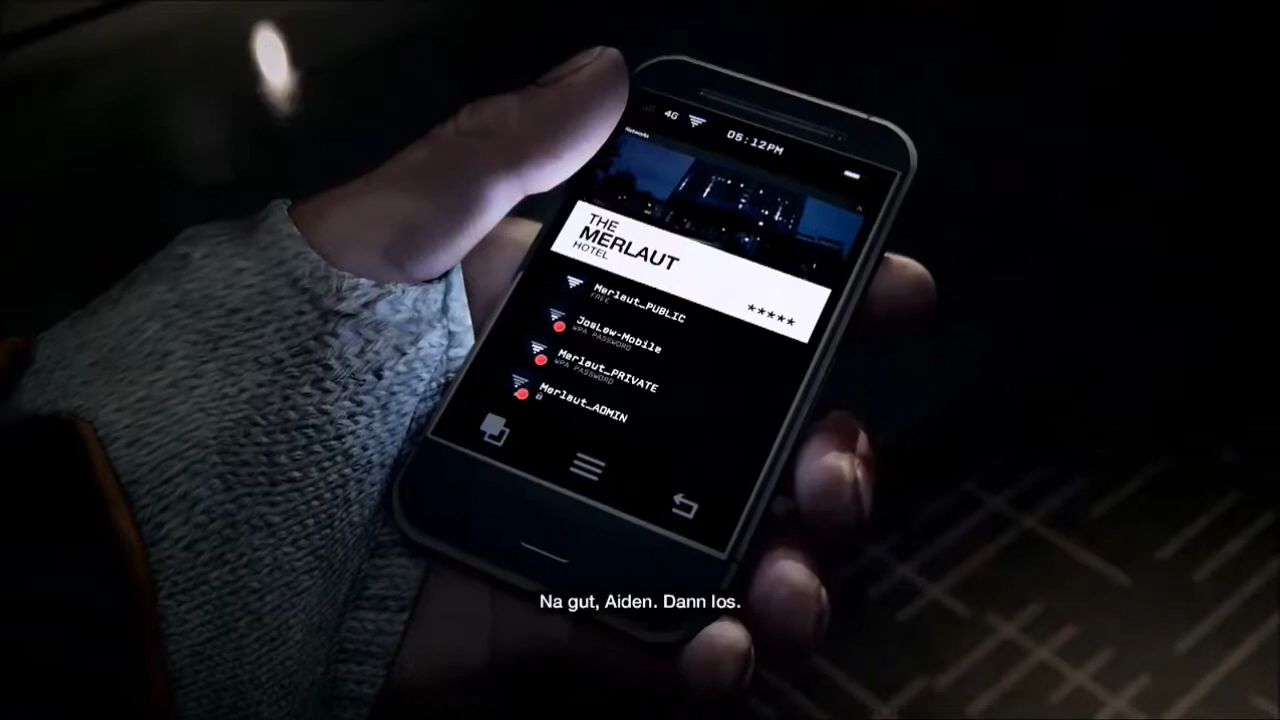 4G 05:12PM
Networks
THE
MERLAUT
HOTEL
★★★★★
Merlaut_PUBLIC
FREE
JosLew-Mobile
WPA PASSWORD
Merlaut_PRIVATE
WPA PASSWORD
Merlaut_ADMIN
Na gut, Aiden. Dann los.